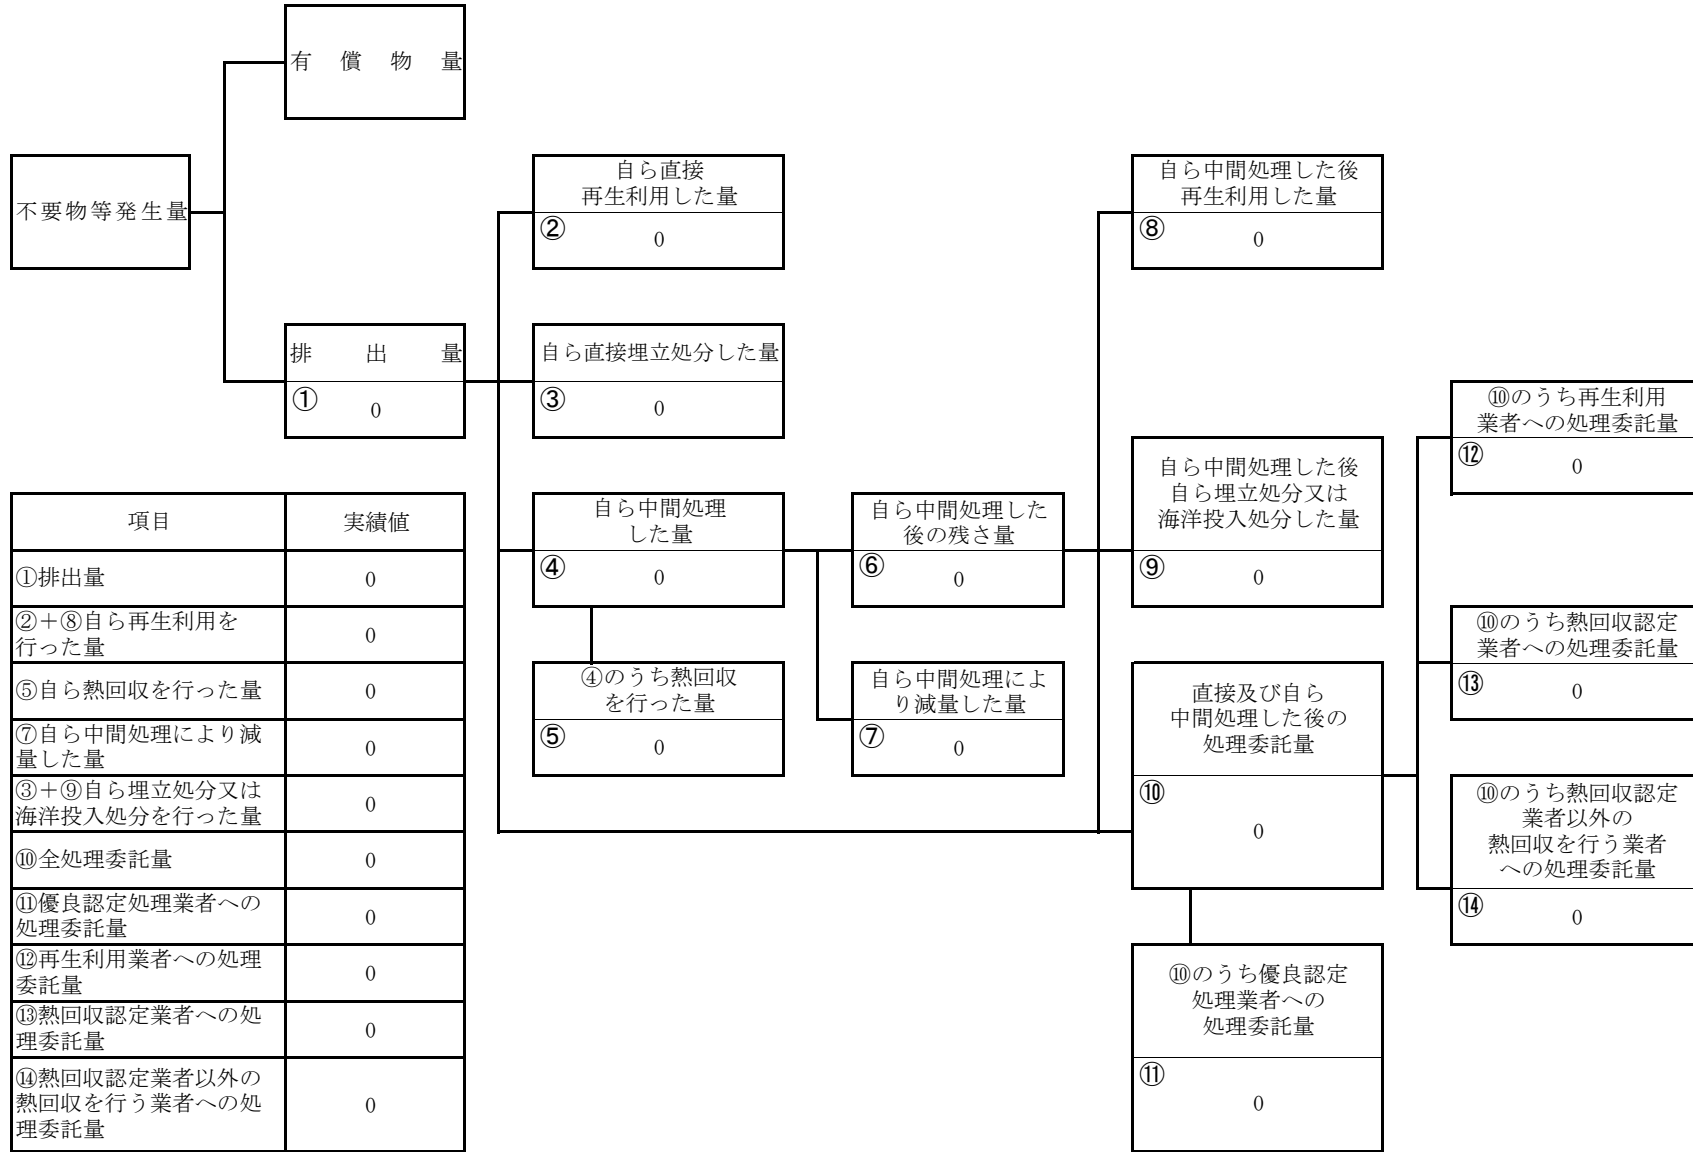 有償物量
不要物等発生量
自ら直接
再生利用した量
②
0
自ら中間処理した後
再生利用した量
⑧
0
排出量
①
0
自ら直接埋立処分した量
③
0
⑩のうち再生利用
業者への処理委託量
⑫
0
自ら中間処理した後
自ら埋立処分又は
海洋投入処分した量
⑨
0
自ら中間処理
した量
④
0
自ら中間処理した
後の残さ量
⑥
0
⑩のうち熱回収認定
業者への処理委託量
⑬
0
④のうち熱回収
を行った量
⑤
0
自ら中間処理によ
り減量した量
⑦
0
直接及び自ら
中間処理した後の
処理委託量
⑩
0
⑩のうち熱回収認定
業者以外の
熱回収を行う業者
への処理委託量
⑭
0
⑩のうち優良認定
処理業者への
処理委託量
⑪
0
項目 実績値
①排出量 0
②＋⑧自ら再生利用を
行った量 0
⑤自ら熱回収を行った量 0
⑦自ら中間処理により減
量した量 0
③＋⑨自ら埋立処分又は
海洋投入処分を行った量 0
⑩全処理委託量 0
⑪優良認定処理業者への
処理委託量 0
⑫再生利用業者への処理
委託量 0
⑬熱回収認定業者への処
理委託量 0
⑭熱回収認定業者以外の
熱回収を行う業者への処
理委託量 0